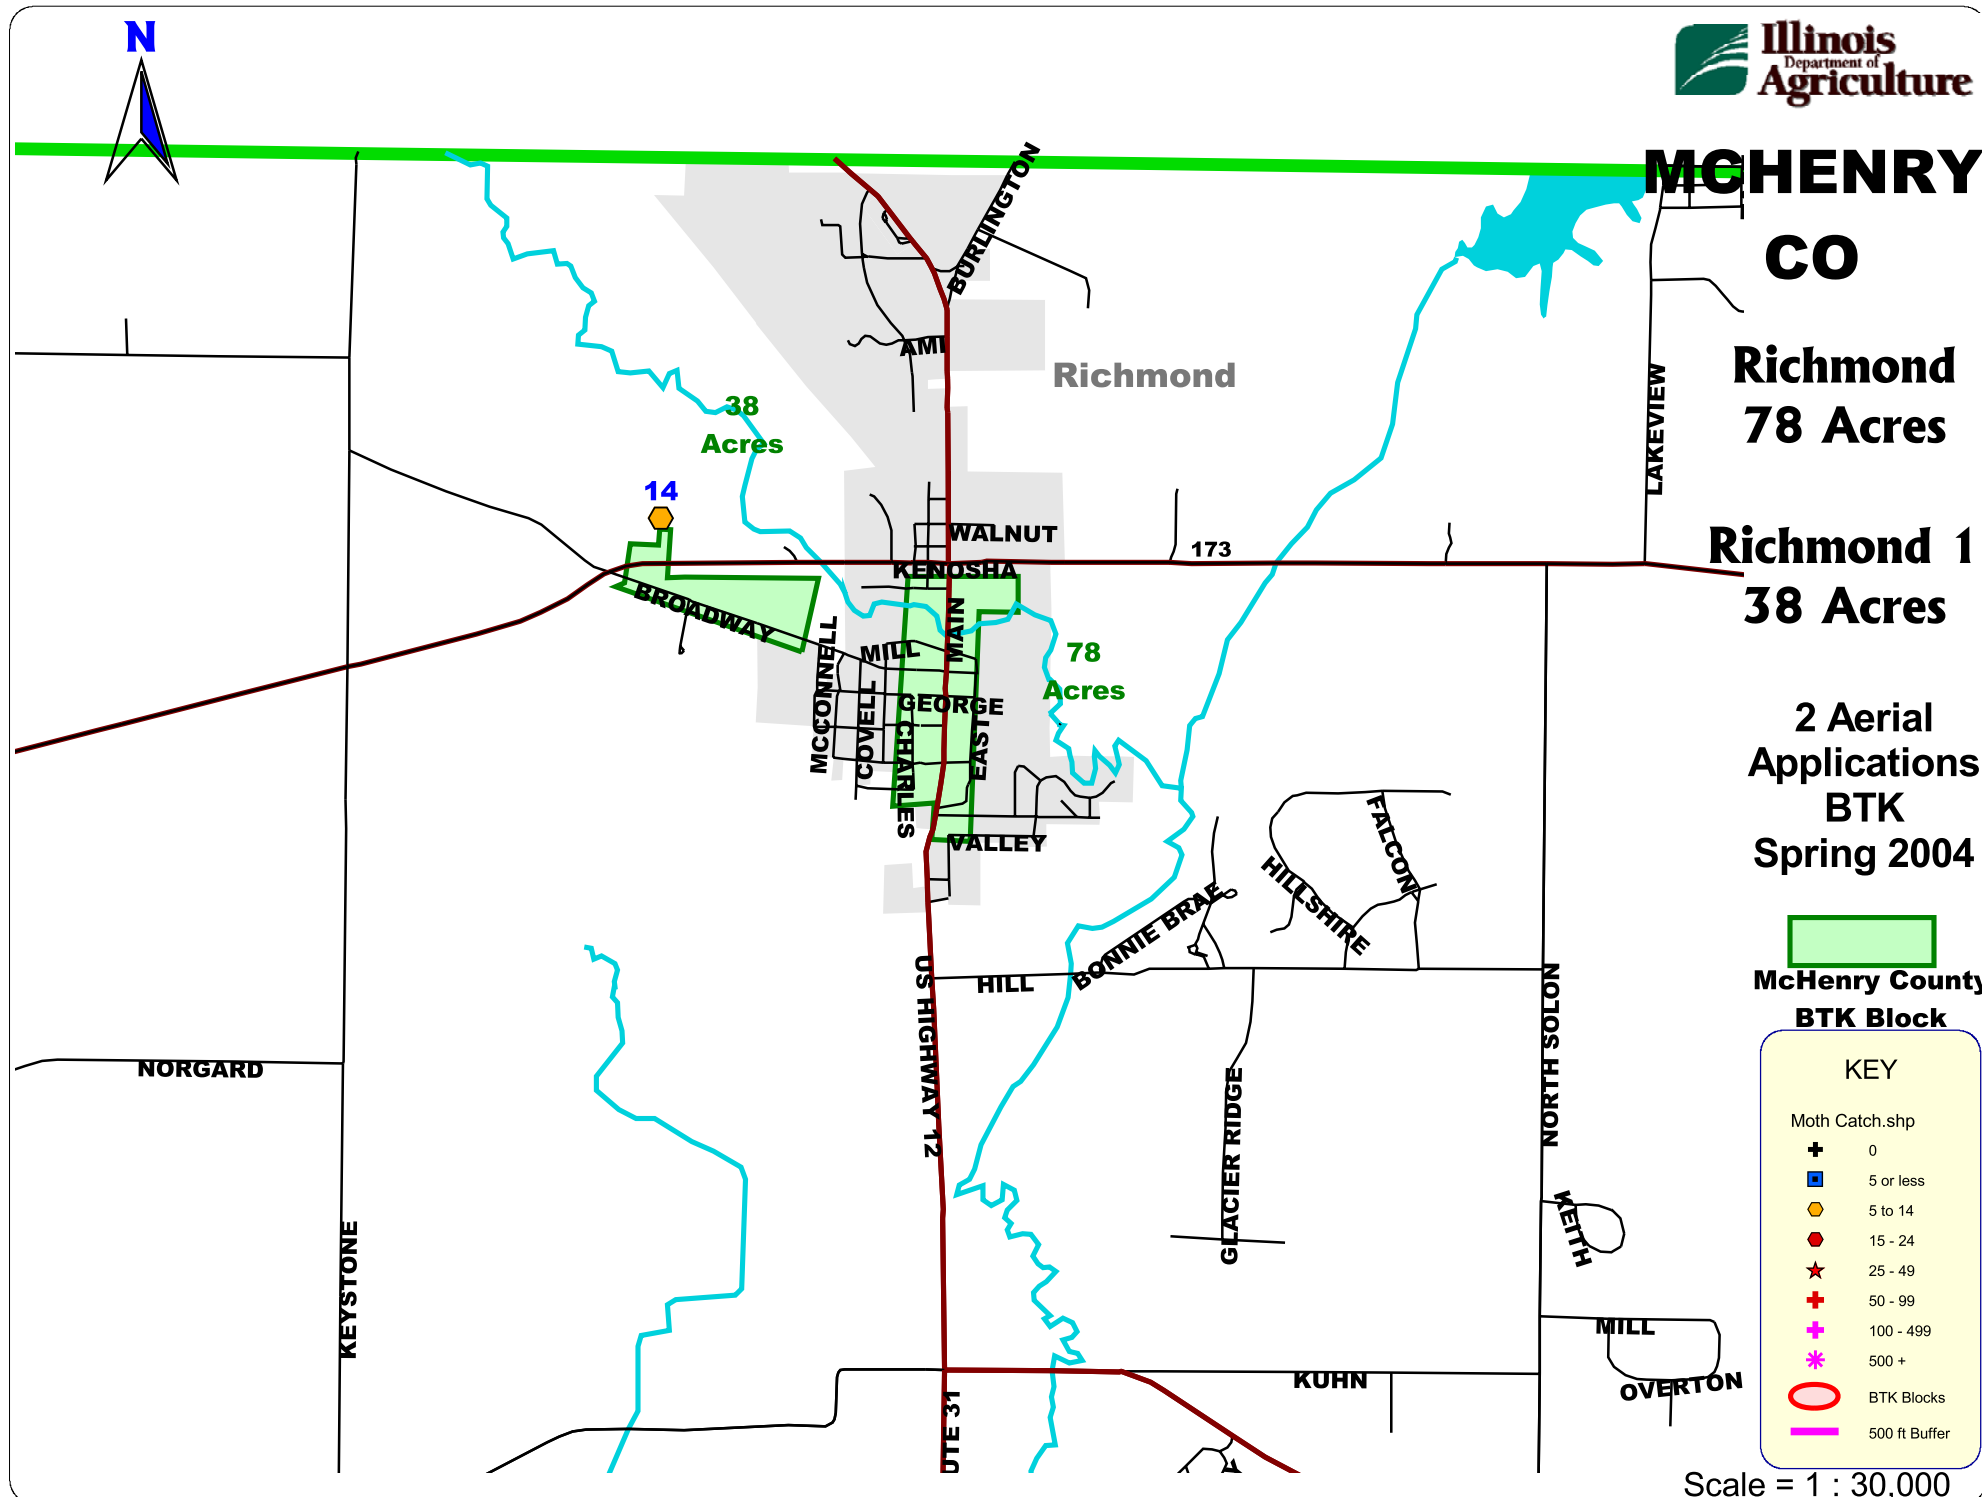 N
Illinois
Department of
Agriculture
MCHENRY
CO
Richmond
78 Acres
Richmond 1
38 Acres
2 Aerial
Applications
BTK
Spring 2004
McHenry County
BTK Block
KEY
Moth Catch.shp
0
5 or less
5 to 14
15 - 24
25 - 49
50 - 99
100 - 499
500 +
BTK Blocks
500 ft Buffer
Scale = 1 : 30,000
BURLINGTON
AMI
Richmond
38
Acres
14
LAKEVIEW
WALNUT
173
KENOSHA
BROADWAY
MAIN
MILL
MCCONNELL
COVELL
GEORGE
CHARLES
EAST
78
Acres
VALLEY
FALCON
HILLSHIRE
BONNIE BRAE
HILL
US HIGHWAY 12
NORTH SOLON
NORGARD
GLACIER RIDGE
KEYSTONE
KEITH
MILL
OVERTON
KUHN
UTE 31